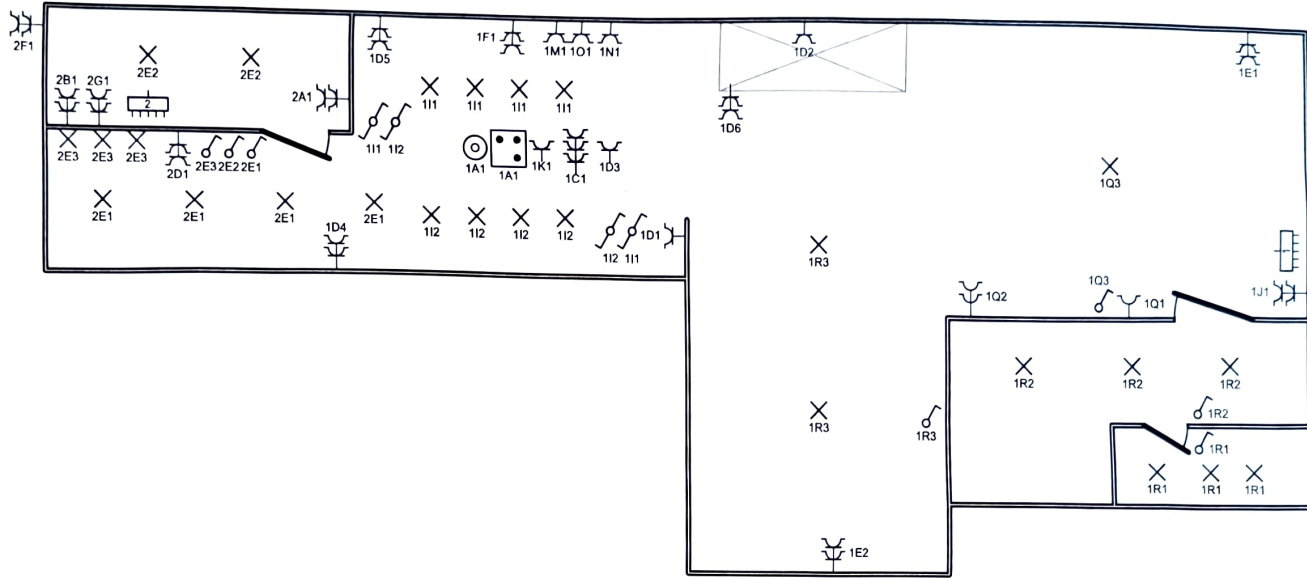 2F1
1D5
1F1
1M1 1O1 1N1
1D2
1E1
2E2 2E2
2B1 2G1
2
2A1
1I1 1I1 1I1 1I1
1D6
1I1 1I2
2E3 2E3 2E3
2D1
2E3 2E2 2E1
1A1 1A1
1K1
1C1
1D3
1Q3
2E1 2E1 2E1 2E1
1D4
1I2 1I2 1I2 1I2
1I2 1I1
1D1
1R3
1
1Q3
1Q2
1Q1
1J1
1R2 1R2 1R2
1R3
1R3
1R2
1R1
1R1 1R1 1R1
1E2